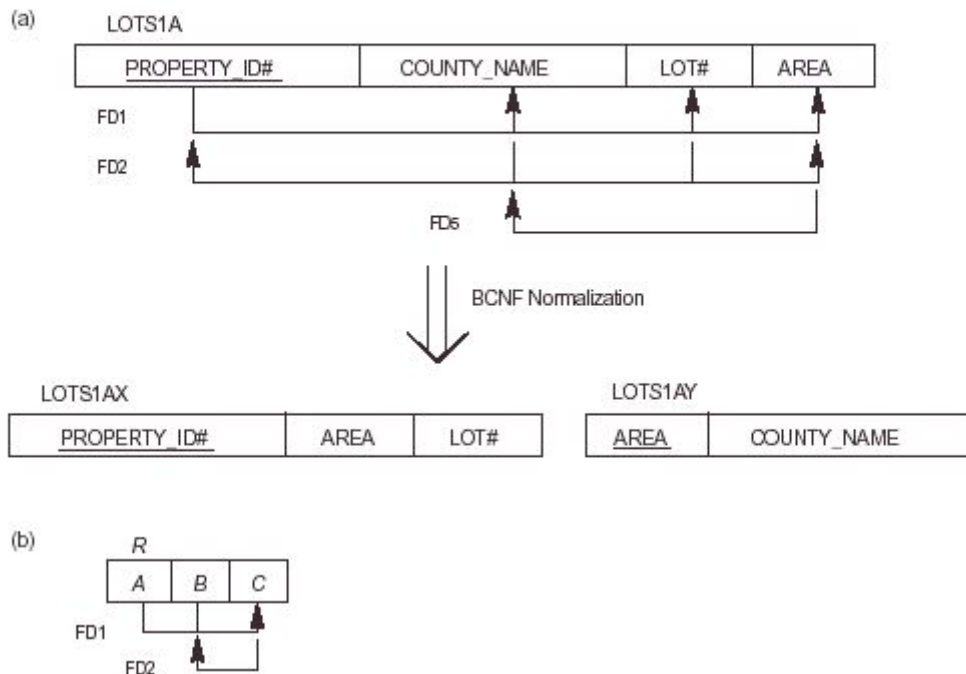 (a)
LOTS1A
PROPERTY_ID# COUNTY_NAME LOT# AREA
FD1
FD2
FD5
BCNF Normalization
LOTS1AX
PROPERTY_ID# AREA LOT#
LOTS1AY
AREA COUNTY_NAME
(b)
R
A B C
FD1
FD2